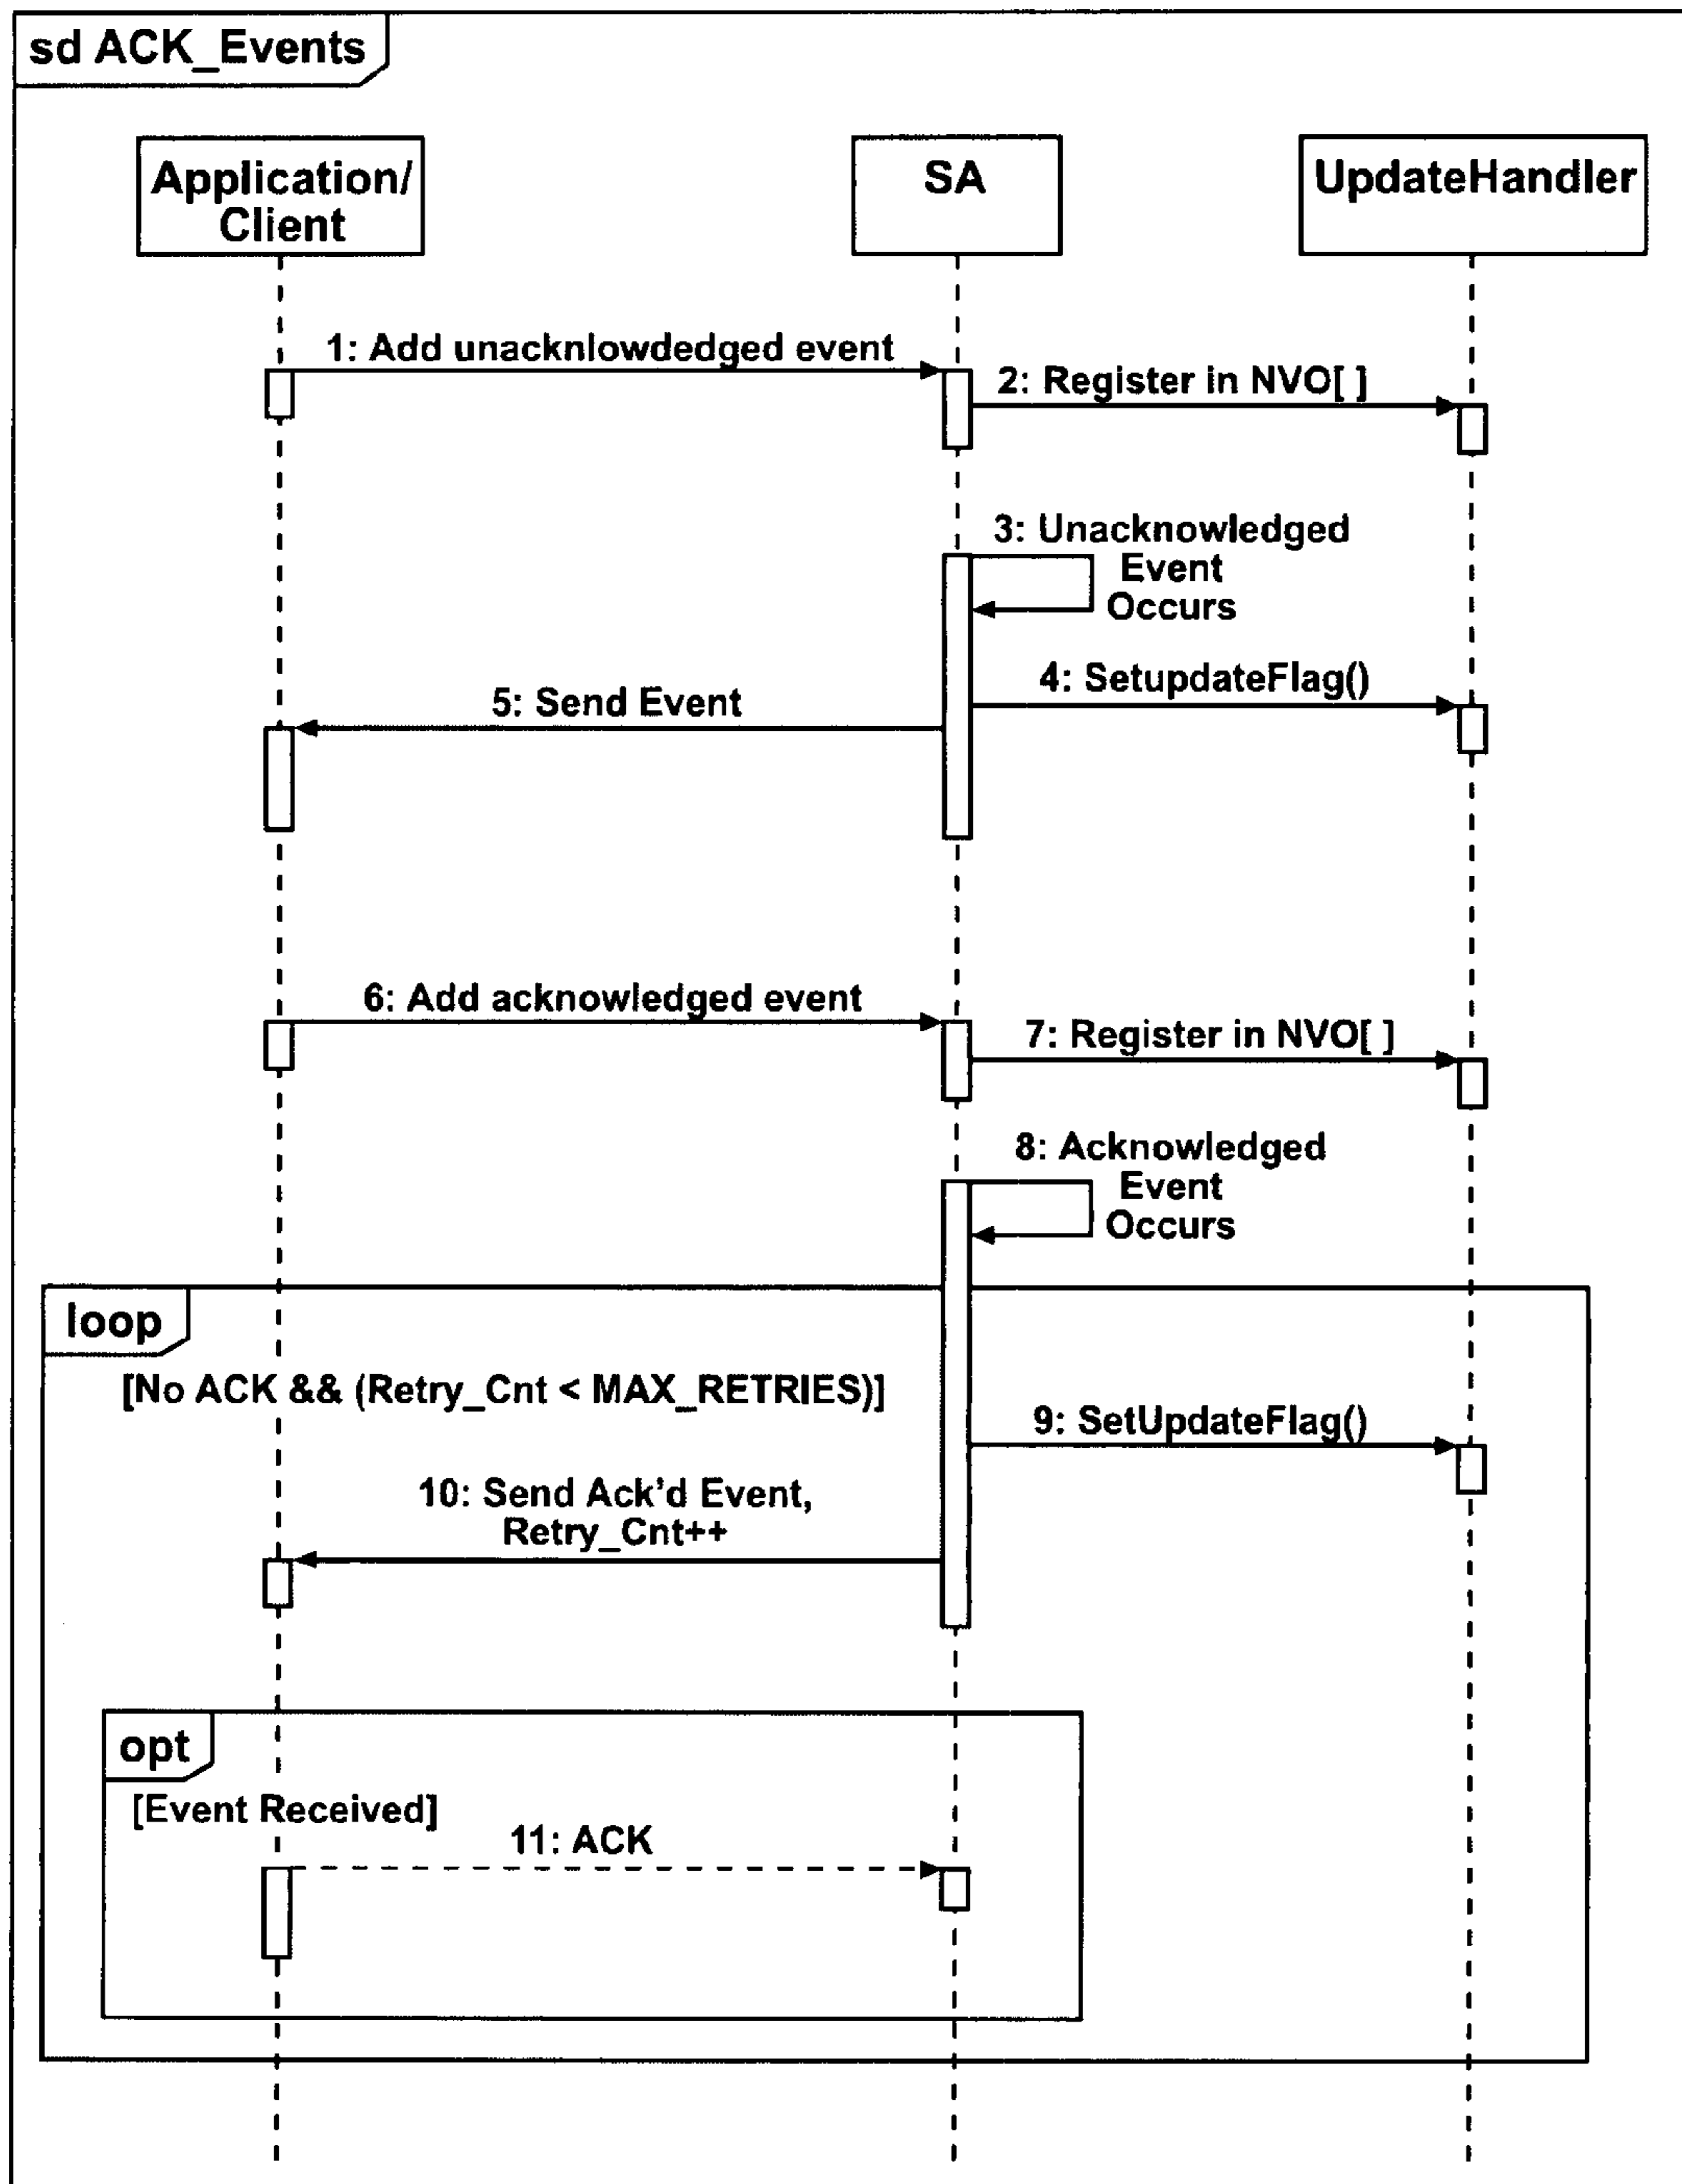 sd ACK_Events
Application/
Client
SA
UpdateHandler
1: Add unacknlowdedged event
2: Register in NVO[ ]
3: Unacknowledged
Event
Occurs
4: SetupdateFlag()
5: Send Event
6: Add acknowledged event
7: Register in NVO[ ]
8: Acknowledged
Event
Occurs
loop
[No ACK && (Retry_Cnt < MAX_RETRIES)]
9: SetUpdateFlag()
10: Send Ack'd Event,
Retry_Cnt++
opt
[Event Received]
11: ACK